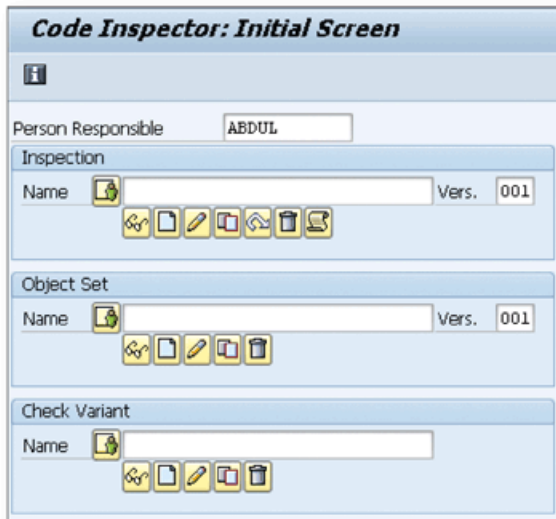 Code Inspector: Initial Screen
Person Responsible ABDUL
Inspection
Name Vers. 001
Object Set
Name Vers. 001
Check Variant
Name